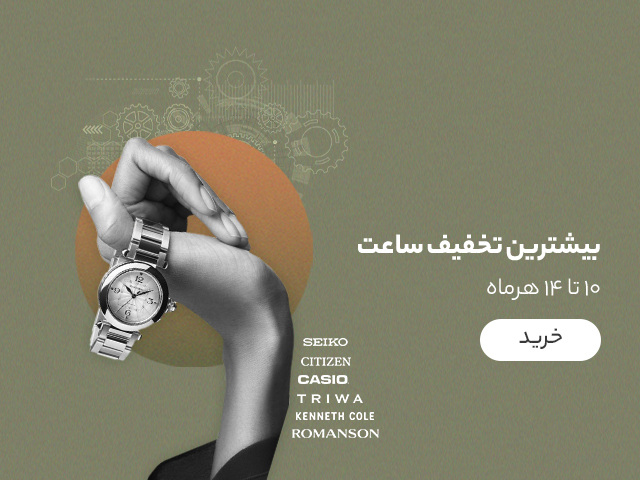 بیشترین تخفیف ساعت
۱۰ تا ۱۴ هرماه
خرید
SEIKO
CITIZEN
CASIO
TRIWA
KENNETH COLE
ROMANSON